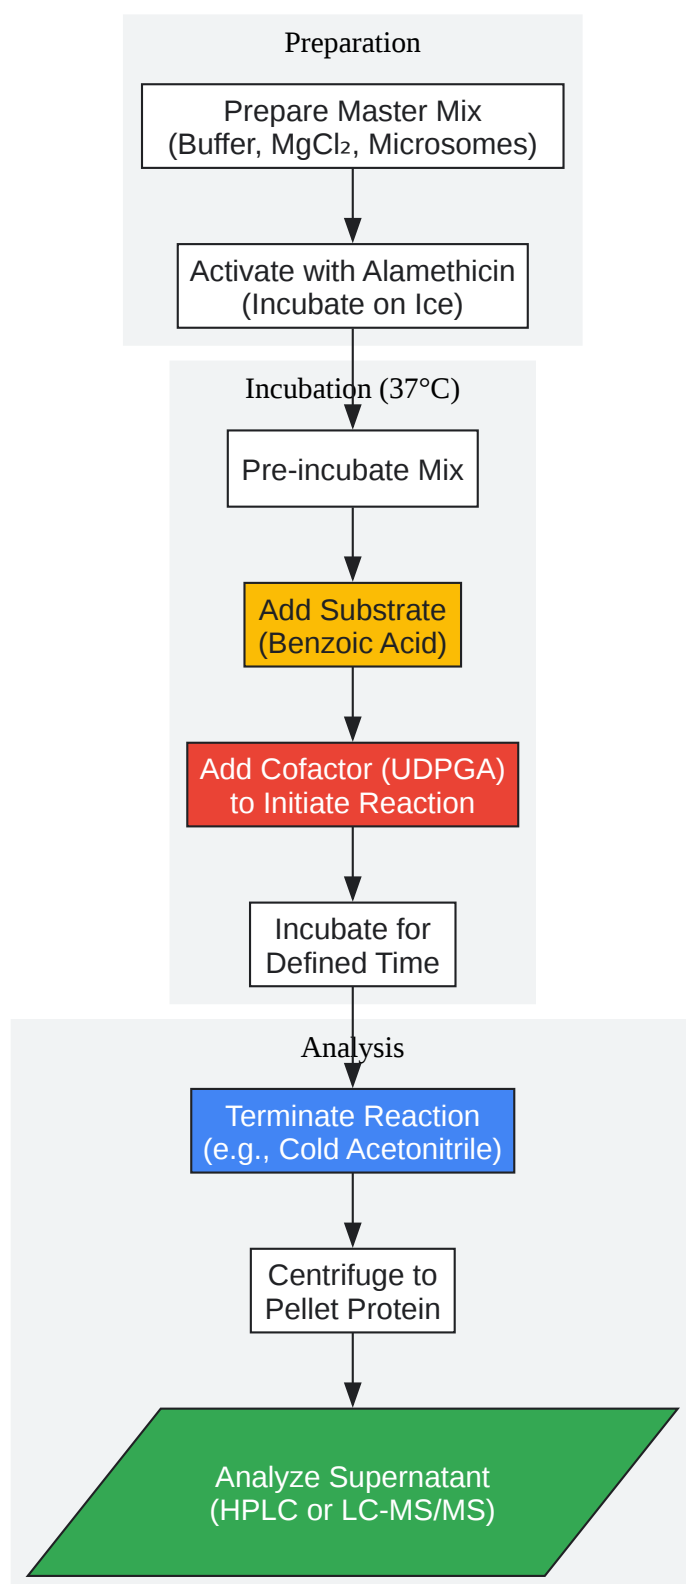 Preparation
Prepare Master Mix
(Buffer, MgCl₂, Microsomes)
Activate with Alamethicin
(Incubate on Ice)
Incubation (37°C)
Pre-incubate Mix
Add Substrate
(Benzoic Acid)
Add Cofactor (UDPGA)
to Initiate Reaction
Incubate for
Defined Time
Analysis
Terminate Reaction
(e.g., Cold Acetonitrile)
Centrifuge to
Pellet Protein
Analyze Supernatant
(HPLC or LC-MS/MS)